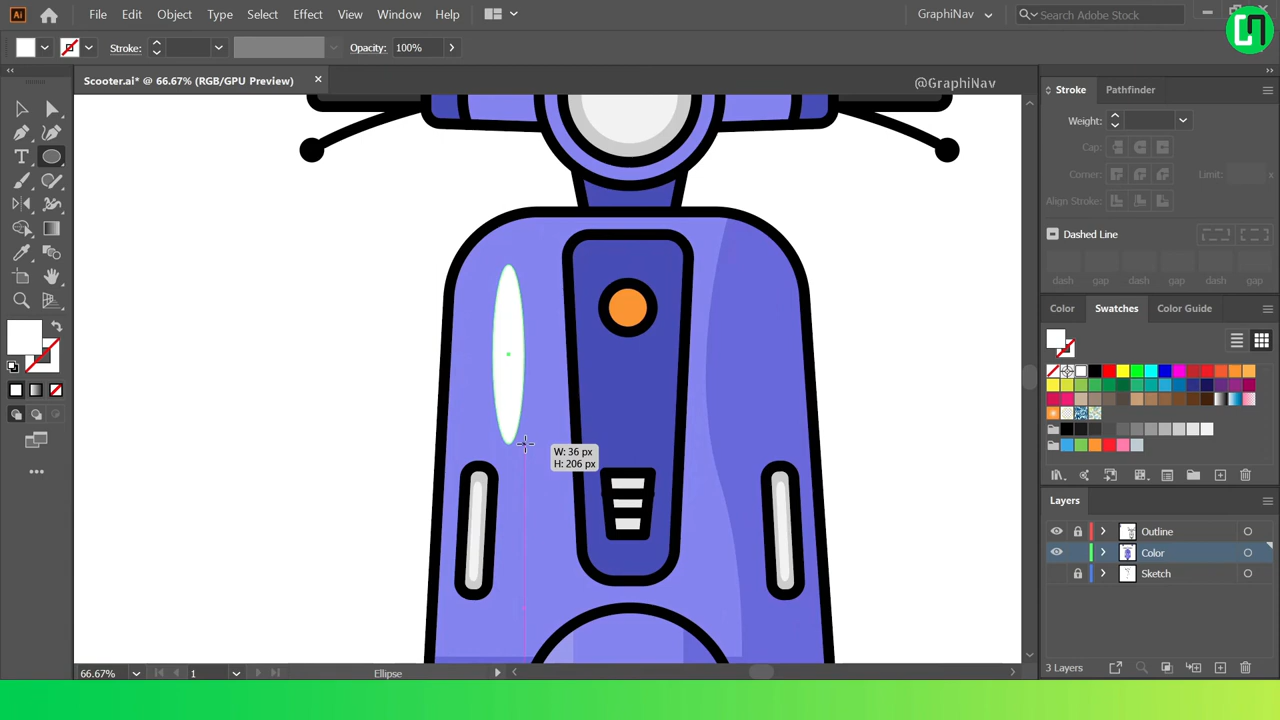 Ai File Edit Object Type Select Effect View Window Help GraphiNav Search Adobe Stock
Stroke: Opacity: 100%
Scooter.ai* @ 66.67% (RGB/GPU Preview) ×
@GraphiNav
Stroke Pathfinder
Weight:
Cap:
Corner: Limit: x
Align Stroke:
Dashed Line
dash gap dash gap dash gap
Color Swatches Color Guide
W: 36 px
H: 206 px
Layers
Outline
Color
Sketch
66.67% 1 Ellipse
3 Layers